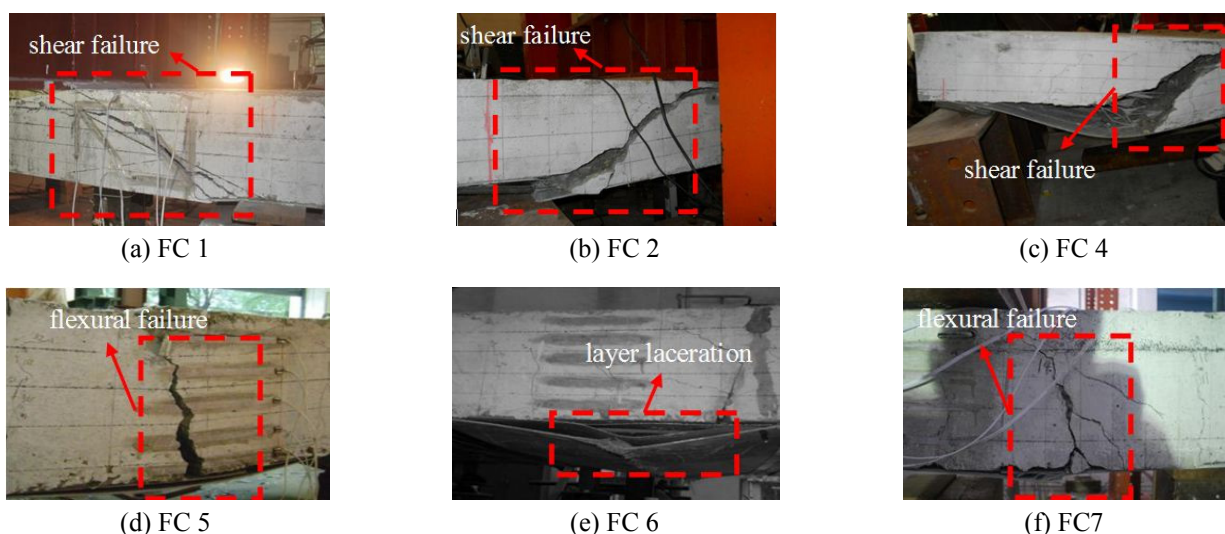 shear failure
shear failure
shear failure
(a) FC 1
(b) FC 2
(c) FC 4
flexural failure
layer laceration
flexural failure
(d) FC 5
(e) FC 6
(f) FC7